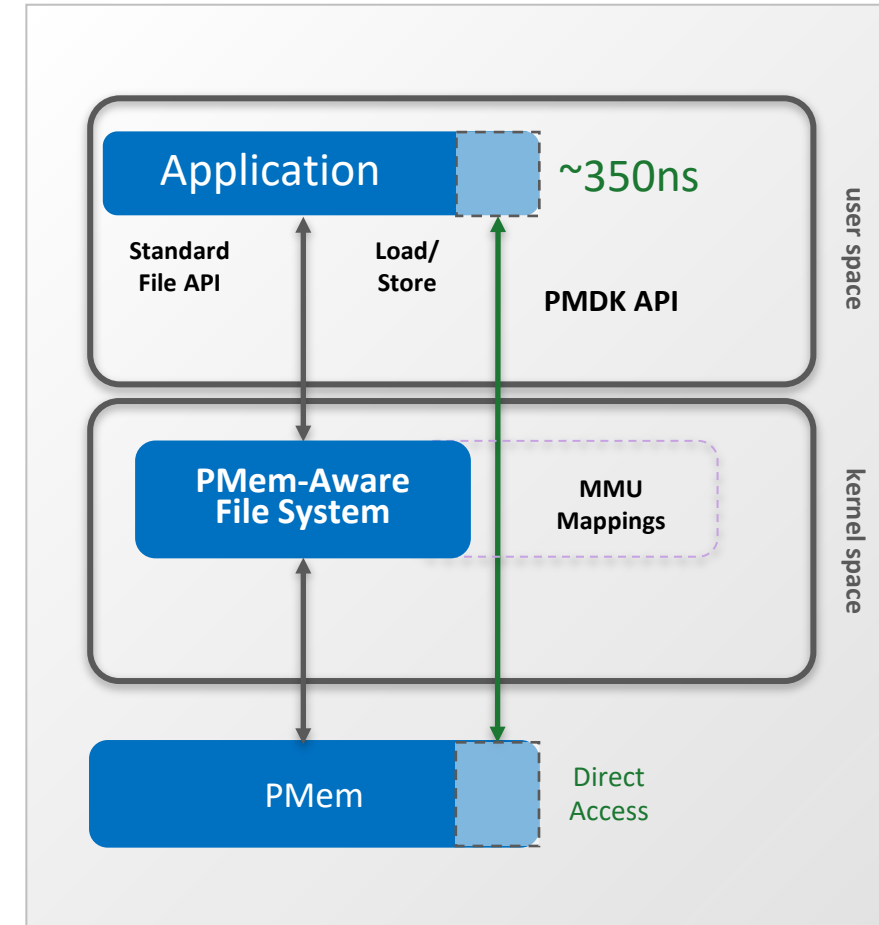 Application
~350ns
Standard
File API
Load/
Store
PMDK API
user space
PMem-Aware
File System
MMU
Mappings
kernel space
PMem
Direct
Access